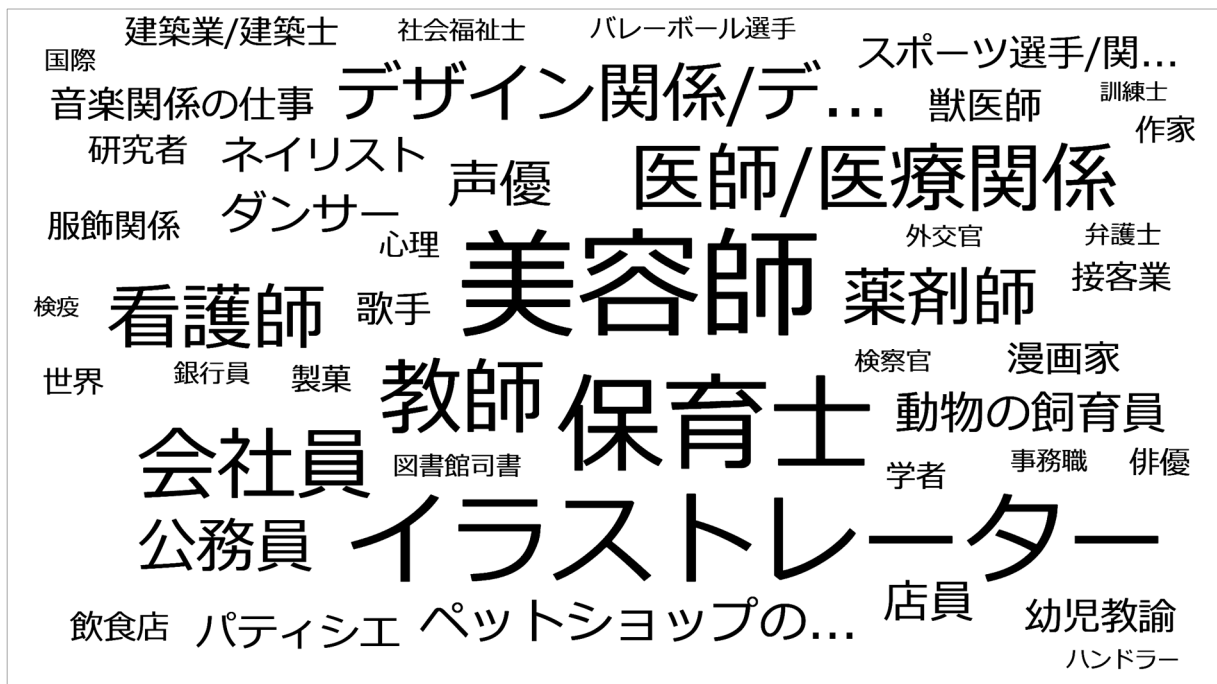 建築業/建築士
社会福祉士
バレーボール選手
スポーツ選手/関...
国際
音楽関係の仕事
デザイン関係/デ...
獣医師
訓練士
作家
研究者
ネイリスト
声優
医師/医療関係
服飾関係
ダンサー
心理
美容師
外交官
弁護士
検疫
看護師
歌手
薬剤師
接客業
世界
銀行員
製菓
教師
保育士
検察官
漫画家
動物の飼育員
会社員
図書館司書
学者
事務職
俳優
公務員
イラストレーター
飲食店
パティシエ
ペットショップの...
店員
幼児教諭
ハンドラー